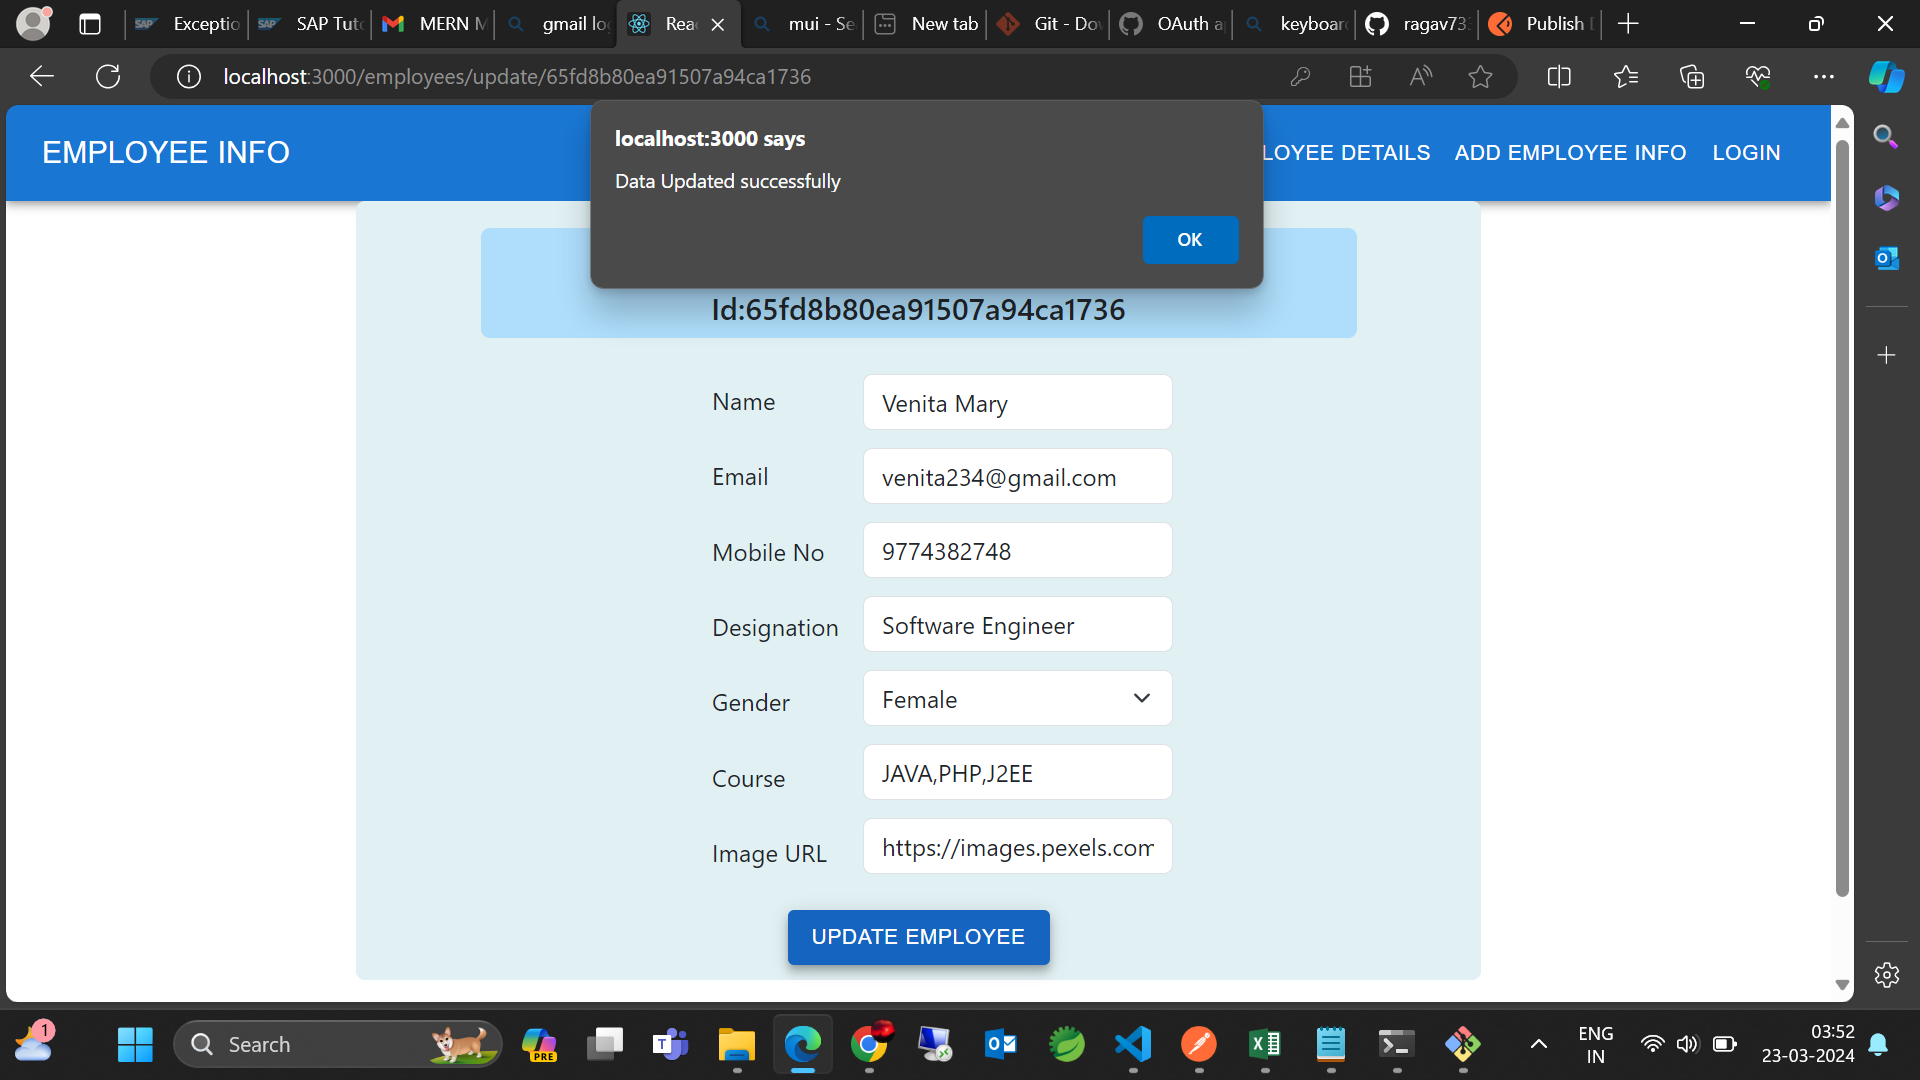 Exceptio
SAP Tuto
MERN M
gmail lo
Rea
mui - Se
New tab
Git - Dov
OAuth a
keyboar
ragav73
Publish D
localhost:3000/employees/update/65fd8b80ea91507a94ca1736
EMPLOYEE INFO
LOYEE DETAILS
ADD EMPLOYEE INFO
LOGIN
localhost:3000 says
Data Updated successfully
OK
Id:65fd8b80ea91507a94ca1736
Name
Venita Mary
Email
venita234@gmail.com
Mobile No
9774382748
Designation
Software Engineer
Gender
Female
Course
JAVA,PHP,J2EE
Image URL
https://images.pexels.com
UPDATE EMPLOYEE
1
Search
PRE
ENG
IN
03:52
23-03-2024